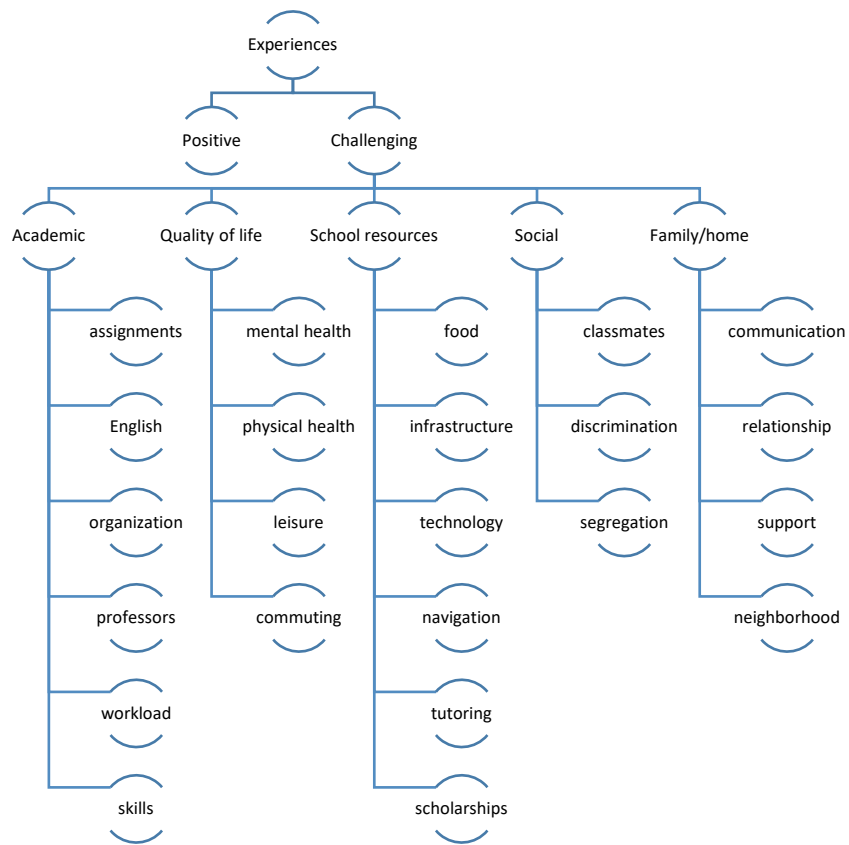 Experiences
Positive
Challenging
Academic
Quality of life
School resources
Social
Family/home
assignments
English
organization
professors
workload
skills
mental health
physical health
leisure
commuting
food
infrastructure
technology
navigation
tutoring
scholarships
classmates
discrimination
segregation
communication
relationship
support
neighborhood